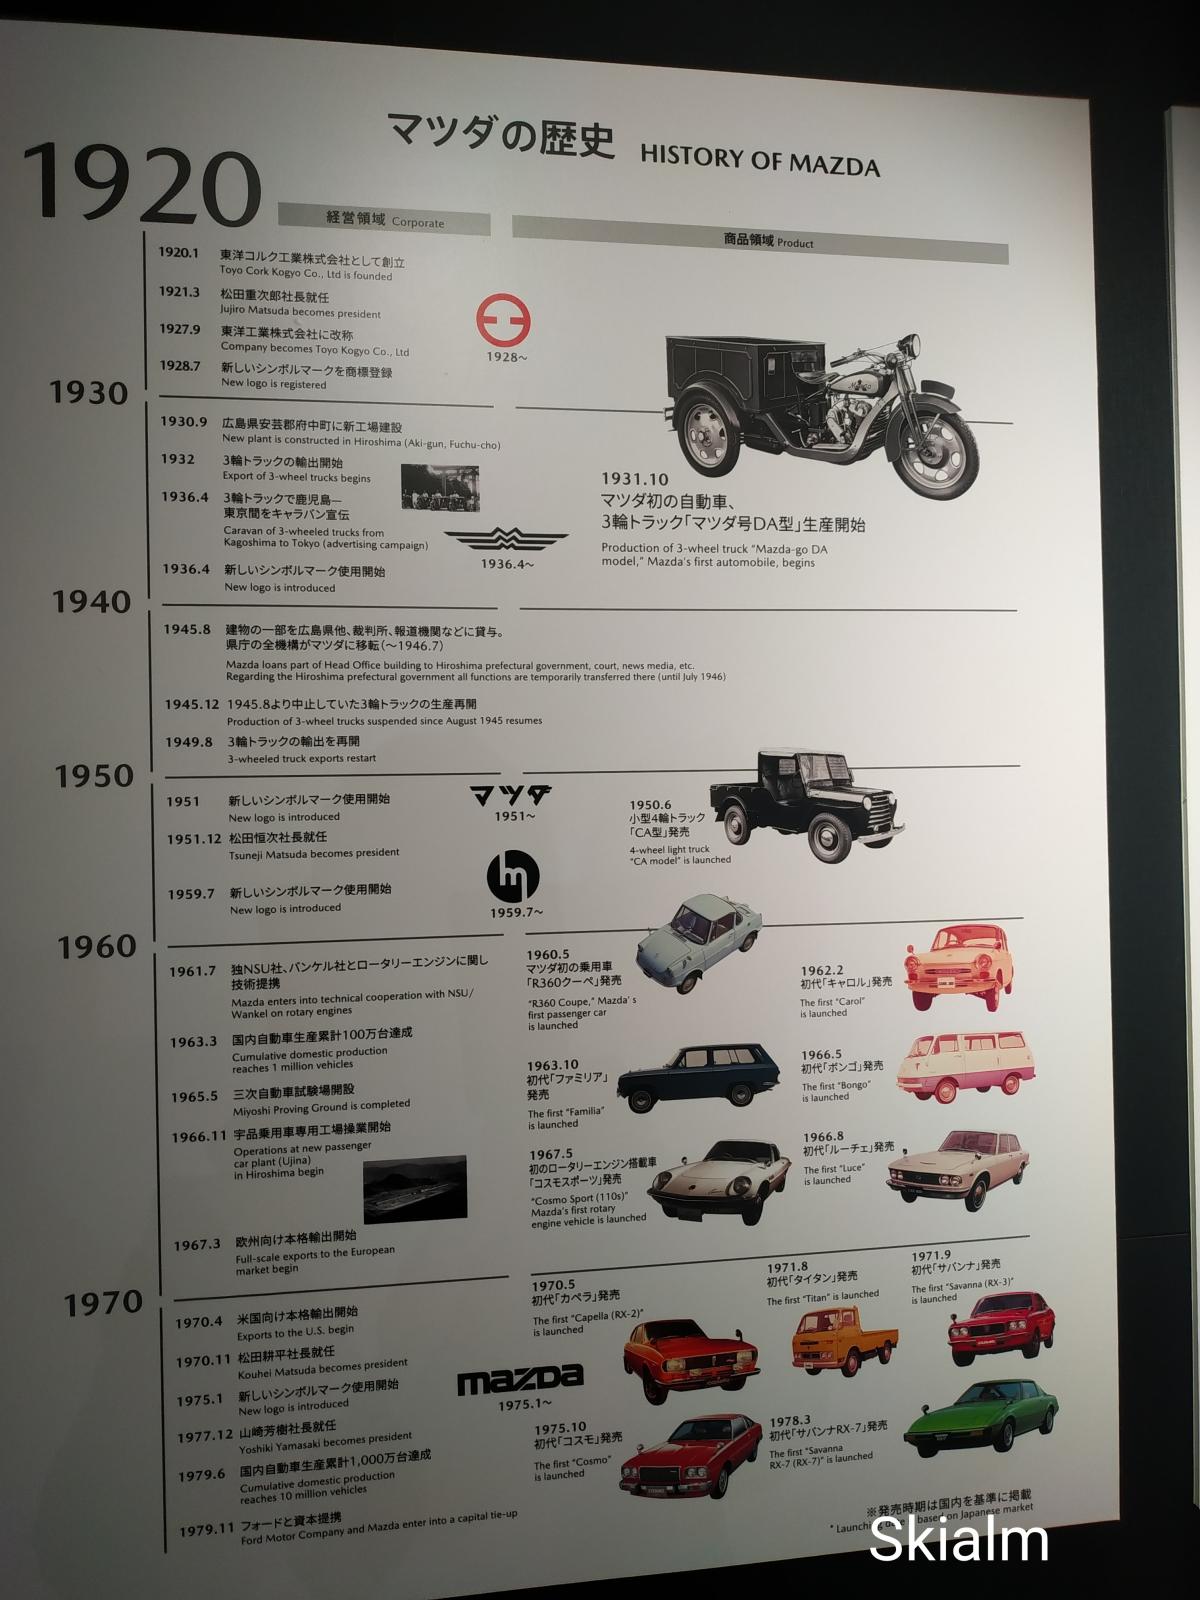 マツダの歴史 HISTORY OF MAZDA
1920
経営領域 Corporate
商品領域 Product
1920.1 東洋コルク工業株式会社として創立
Toyo Cork Kogyo Co., Ltd is founded
1921.3 松田重次郎社長就任
Jujiro Matsuda becomes president
1927.9 東洋工業株式会社に改称
Company becomes Toyo Kogyo Co., Ltd
1928.7 新しいシンボルマークを商標登録
New logo is registered
1928~
1930
1930.9 広島県安芸郡府中町に新工場建設
New plant is constructed in Hiroshima (Aki-gun, Fuchu-cho)
1932 3輪トラックの輸出開始
Export of 3-wheel trucks begins
1936.4 3輪トラックで鹿児島―
東京間をキャラバン宣伝
Caravan of 3-wheeled trucks from
Kagoshima to Tokyo (advertising campaign)
1936.4~
1936.4 新しいシンボルマーク使用開始
New logo is introduced
1931.10
マツダ初の自動車、
3輪トラック「マツダ号DA型」生産開始
Production of 3-wheel truck "Mazda-go DA
model," Mazda's first automobile, begins
1940
1945.8 建物の一部を広島県他、裁判所、報道機関などに貸与。
県庁の全機構がマツダに移転(~1946.7)
Mazda loans part of Head Office building to Hiroshima prefectural government, court, news media, etc.
Regarding the Hiroshima prefectural government all functions are temporarily transferred there (until July 1946)
1945.12 1945.8より中止していた3輪トラックの生産再開
Production of 3-wheel trucks suspended since August 1945 resumes
1949.8 3輪トラックの輸出を再開
3-wheeled truck exports restart
1950
1951 新しいシンボルマーク使用開始
New logo is introduced
マツダ
1951~
1951.12 松田恒次社長就任
Tsuneji Matsuda becomes president
1959.7 新しいシンボルマーク使用開始
New logo is introduced
1959.7~
1950.6
小型4輪トラック
「CA型」発売
4-wheel light truck
"CA model" is launched
1960
1961.7 独NSU社、バンケル社とロータリーエンジンに関し
技術提携
Mazda enters into technical cooperation with NSU/
Wankel on rotary engines
1963.3 国内自動車生産累計100万台達成
Cumulative domestic production
reaches 1 million vehicles
1965.5 三次自動車試験場開設
Miyoshi Proving Ground is completed
1966.11 宇品乗用車専用工場操業開始
Operations at new passenger
car plant (Ujina)
in Hiroshima begin
1967.3 欧州向け本格輸出開始
Full-scale exports to the European
market begin
1960.5
マツダ初の乗用車
「R360クーペ」発売
"R360 Coupe," Mazda's
first passenger car
is launched
1962.2
初代「キャロル」発売
The first "Carol"
is launched
1963.10
初代「ファミリア」
発売
The first "Familia"
is launched
1966.5
初代「ボンゴ」発売
The first "Bongo"
is launched
1967.5
初のロータリーエンジン搭載車
「コスモスポーツ」発売
"Cosmo Sport (110s)"
Mazda's first rotary
engine vehicle is launched
1966.8
初代「ルーチェ」発売
The first "Luce"
is launched
1970
1970.4 米国向け本格輸出開始
Exports to the U.S. begin
1970.11 松田耕平社長就任
Kouhei Matsuda becomes president
1975.1 新しいシンボルマーク使用開始
New logo is introduced
mazda
1975.1~
1977.12 山崎芳樹社長就任
Yoshiki Yamasaki becomes president
1979.6 国内自動車生産累計1,000万台達成
Cumulative domestic production
reaches 10 million vehicles
1979.11 フォードと資本提携
Ford Motor Company and Mazda enter into a capital tie-up
1970.5
初代「カペラ」発売
The first "Capella (RX-2)"
is launched
1971.8
初代「タイタン」発売
The first "Titan" is launched
1971.9
初代「サバンナ」発売
The first "Savanna (RX-3)"
is launched
1975.10
初代「コスモ」発売
The first "Cosmo"
is launched
1978.3
初代「サバンナRX-7」発売
The first "Savanna
RX-7 (RX-7)" is launched
※発売時期は国内を基準に掲載
* Launching based on Japanese market
Skialm